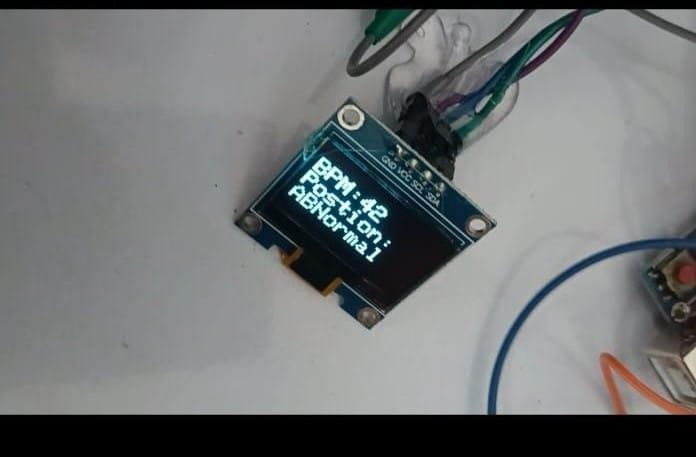 GND VCC SCL SDA
BPM:42
Postion:
ABNormal